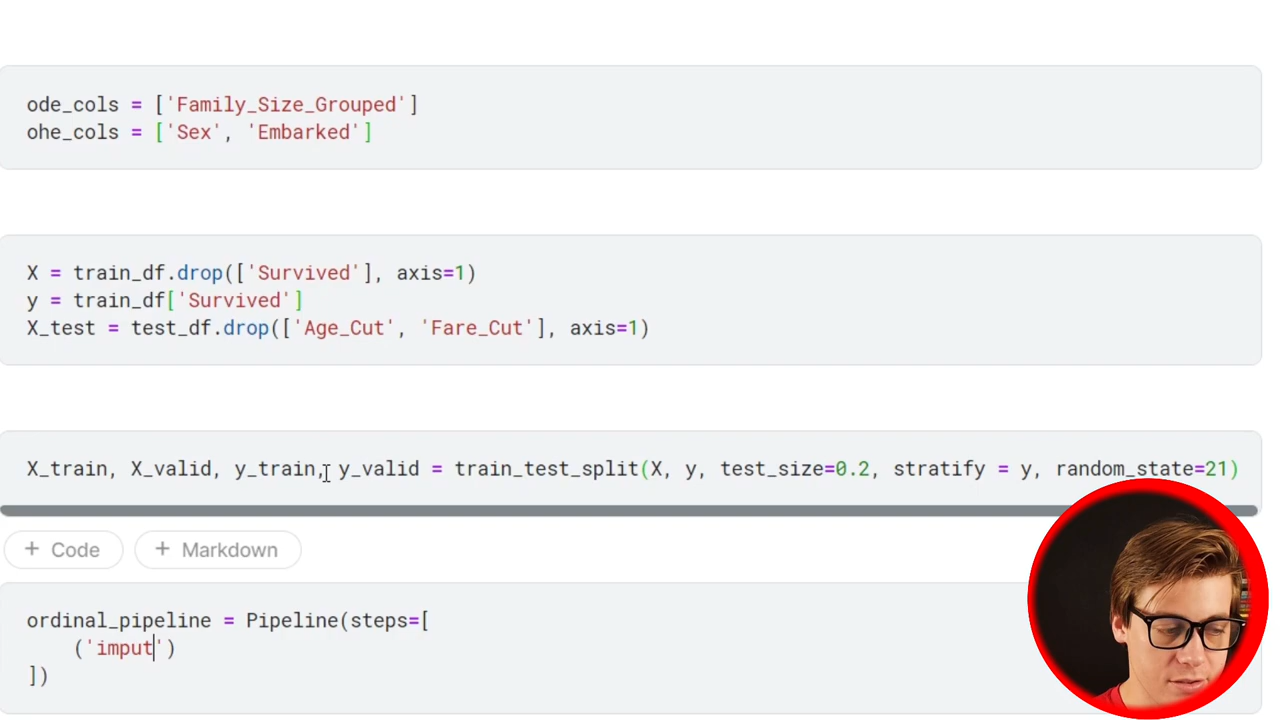 ode_cols = ['Family_Size_Grouped']
ohe_cols = ['Sex', 'Embarked']
X = train_df.drop(['Survived'], axis=1)
y = train_df['Survived']
X_test = test_df.drop(['Age_Cut', 'Fare_Cut'], axis=1)
X_train, X_valid, y_train, y_valid = train_test_split(X, y, test_size=0.2, stratify = y, random_state=21)
+ Code + Markdown
ordinal_pipeline = Pipeline(steps=[
('imput')
])